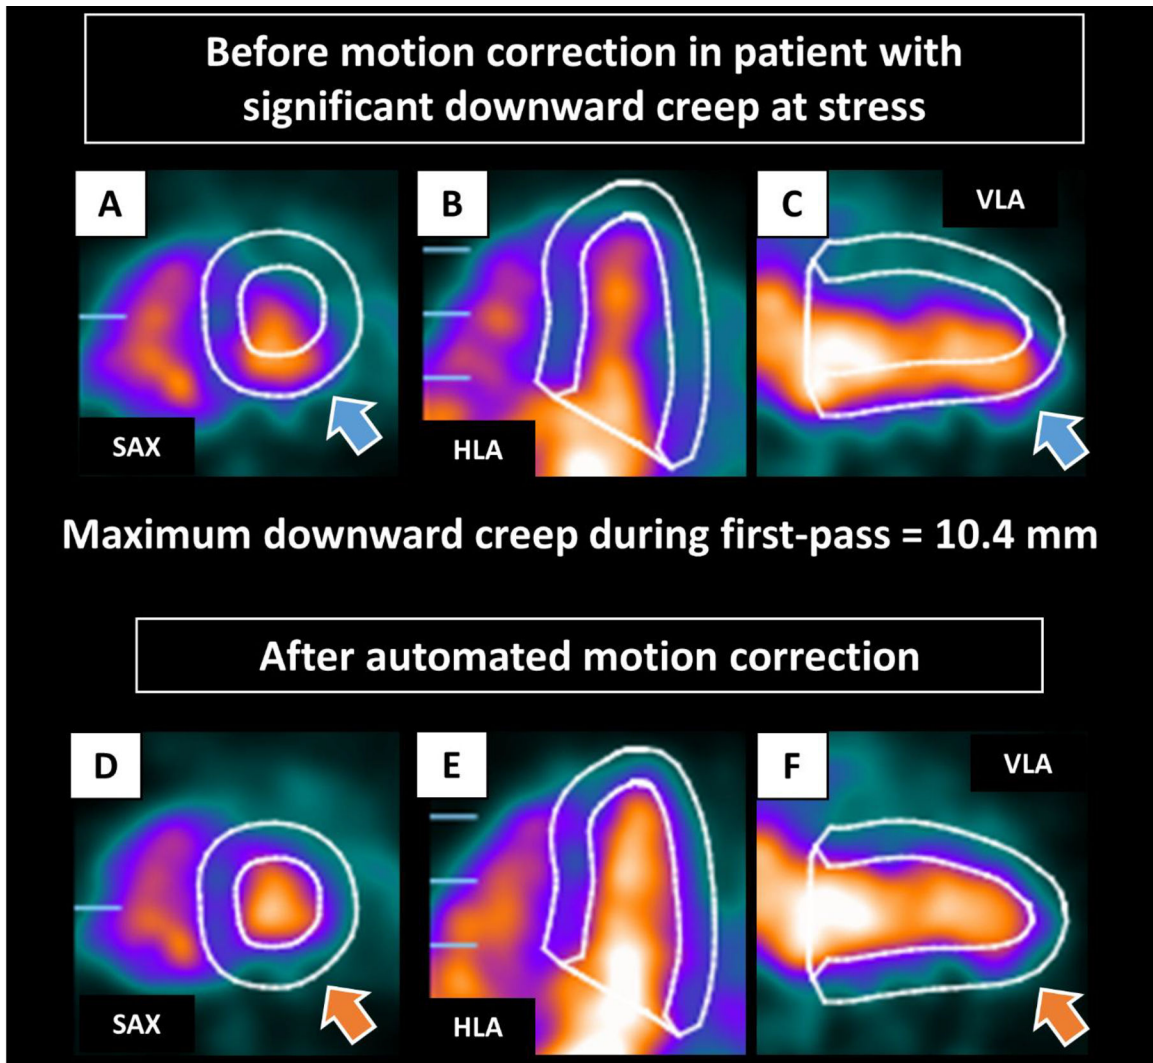 Before motion correction in patient with
significant downward creep at stress
A
B
C
VLA
SAX
HLA
Maximum downward creep during first-pass = 10.4 mm
After automated motion correction
D
E
F
VLA
SAX
HLA